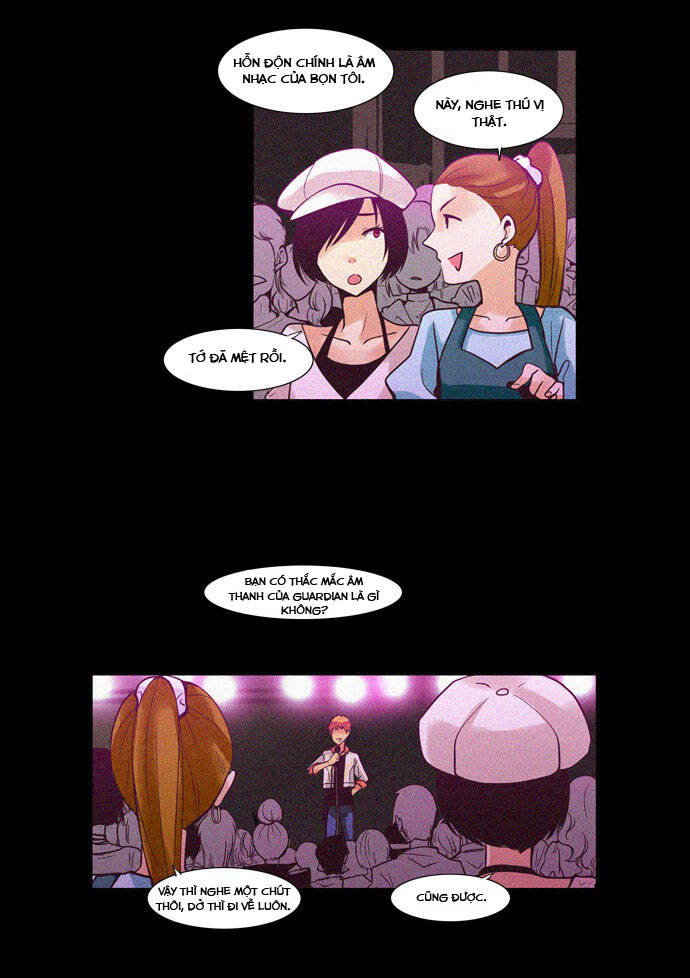 HỖN ĐỘN CHÍNH LÀ ÂM
NHẠC CỦA BỌN TÔI.
NÀY, NGHE THÚ VỊ
THẬT.
TỚ ĐÃ MỆT RỒI.
BẠN CÓ THẮC MẮC ÂM
THANH CỦA GUARDIAN LÀ GÌ
KHÔNG?
VẬY THÌ NGHE MỘT CHÚT
THÔI, DỞ THÌ ĐI VỀ LUÔN.
CŨNG ĐƯỢC.